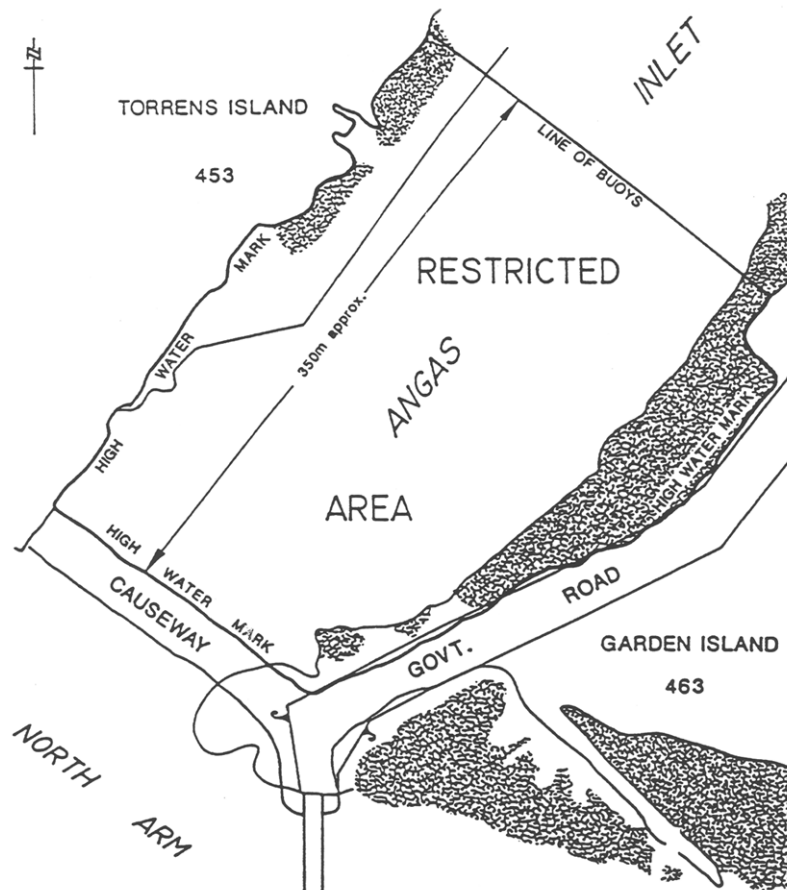 N
INLET
TORRENS ISLAND
453
LINE OF BUOYS
HIGH WATER MARK
RESTRICTED
350m approx.
ANGAS
AREA
HIGH WATER MARK
HIGH WATER MARK
CAUSEWAY
GOVT. ROAD
GARDEN ISLAND
463
NORTH ARM